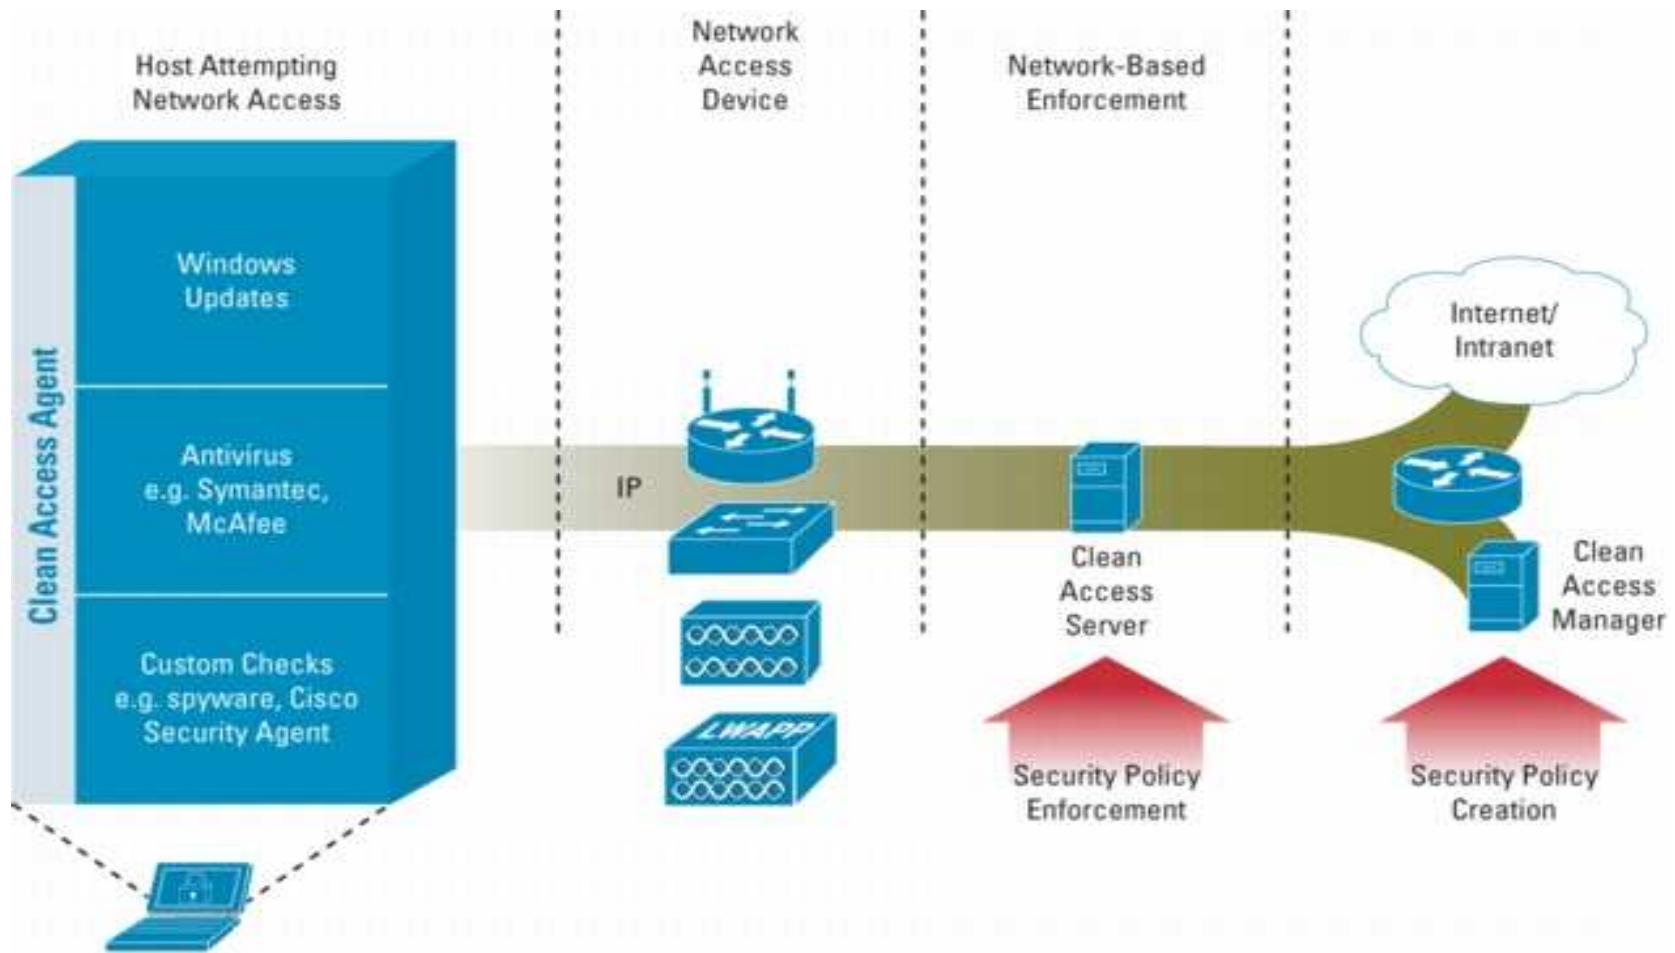 Host Attempting
Network Access
Network
Access
Device
Network-Based
Enforcement
Clean Access Agent
Windows
Updates
Antivirus
e.g. Symantec,
McAfee
Custom Checks
e.g. spyware, Cisco
Security Agent
IP
LWAPP
Clean
Access
Server
Security Policy
Enforcement
Internet/
Intranet
Clean
Access
Manager
Security Policy
Creation